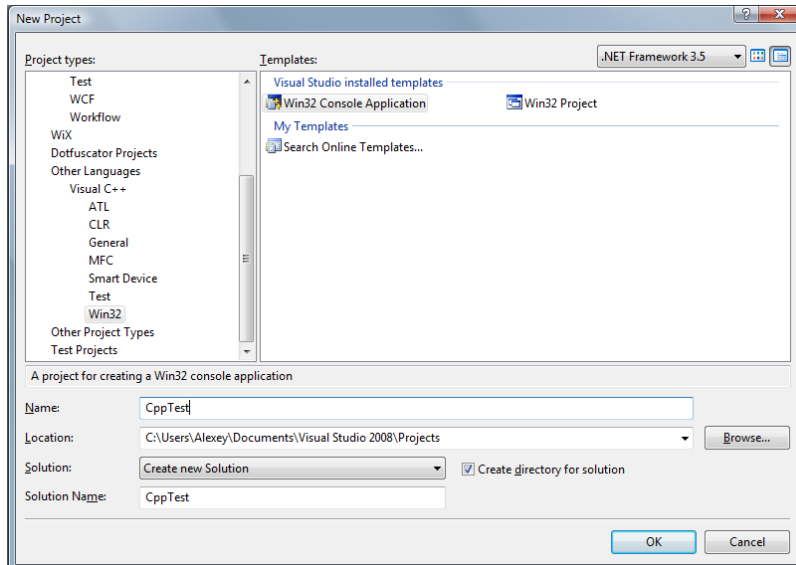 New Project
Project types:
Templates:
.NET Framework 3.5
Test
WCF
Workflow
WiX
Dotfuscator Projects
Other Languages
Visual C++
ATL
CLR
General
MFC
Smart Device
Test
Win32
Other Project Types
Test Projects
Visual Studio installed templates
Win32 Console Application
Win32 Project
My Templates
Search Online Templates...
A project for creating a Win32 console application
Name:
CppTest
Location:
C:\Users\Alexey\Documents\Visual Studio 2008\Projects
Browse...
Solution:
Create new Solution
Create directory for solution
Solution Name:
CppTest
OK
Cancel